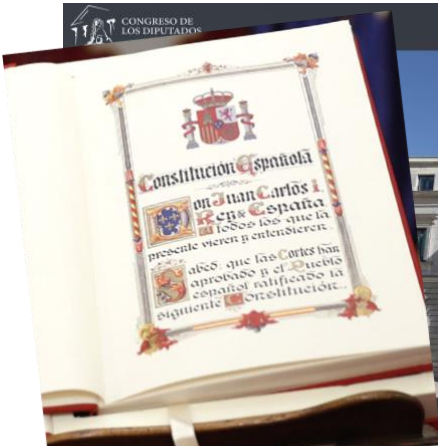 CONGRESO DE
LOS DIPUTADOS
Constitución Española
Don Juan Carlos I.
Rey de España
A todos los que la
presente vieren y entendieren.
Sabed: que las Cortes han
aprobado y el Pueblo
español ratificado la
siguiente Constitución..